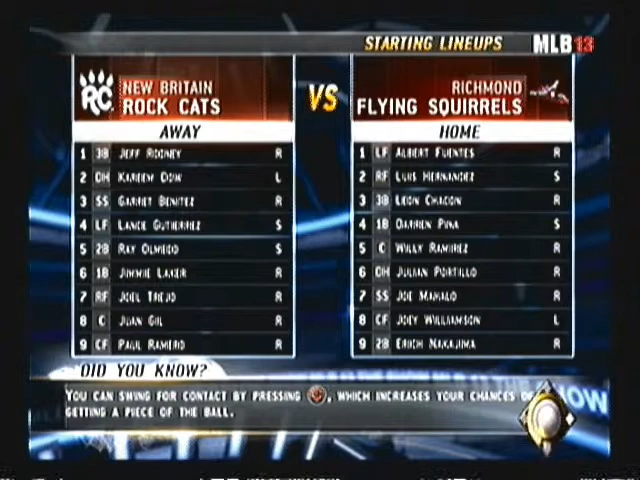 STARTING LINEUPS MLB 13
NEW BRITAIN
ROCK CATS
VS
RICHMOND
FLYING SQUIRRELS
AWAY
1 3B JEFF ROONEY R
2 DH KAREEM DOW L
3 SS GARRET BENITEZ R
4 LF LANCE GUTIERREZ S
5 2B RAY OLMEDO S
6 1B JIMMIE LAKER R
7 RF JOEL TREJO R
8 C JUAN GIL R
9 CF PAUL RAMERO R
HOME
1 LF ALBERT FUENTES R
2 RF LUIS HERNANDEZ S
3 3B LEON CHACON R
4 1B DARREN PINA S
5 C WILLY RAMIREZ R
6 DH JULIAN PORTILLO R
7 SS JOE R
8 CF JOEY WILLIAMSON L
9 2B ERICH NAKAJIMA R
DID YOU KNOW?
YOU CAN SWING FOR CONTACT BY PRESSING , WHICH INCREASES YOUR CHANCES OF
GETTING A PIECE OF THE BALL.